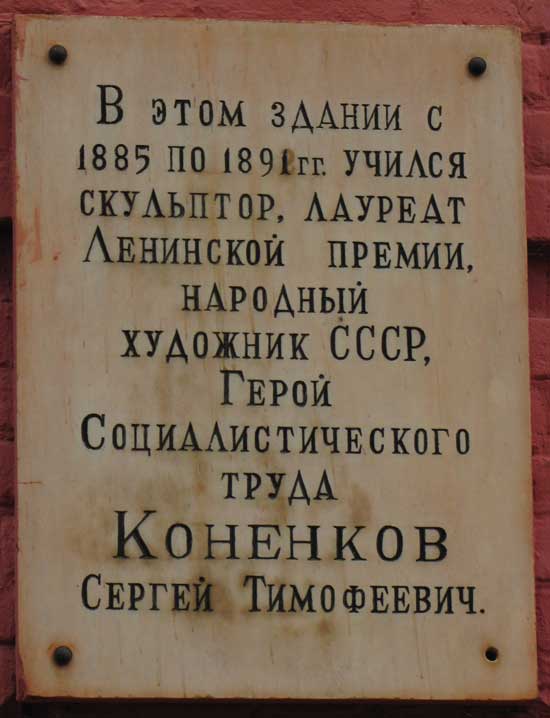 В этом здании с
1885 по 1891гг. учился
скульптор, лауреат
Ленинской премии,
народный
художник СССР,
Герой
Социалистического
труда
Коненков
Сергей Тимофеевич.